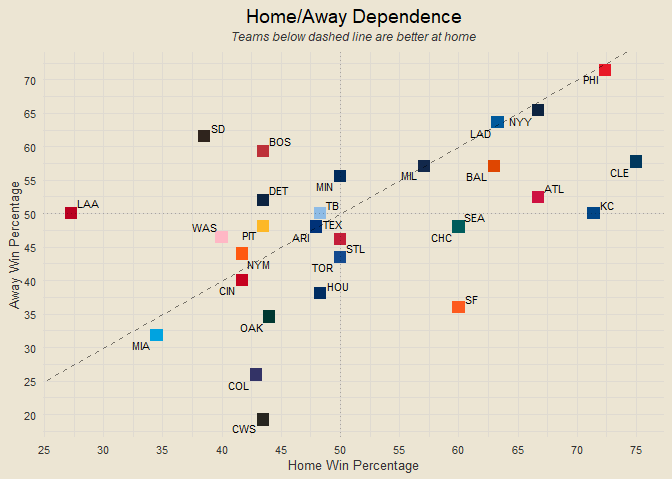 Home/Away Dependence
Teams below dashed line are better at home
Away Win Percentage
70
65
60
55
50
45
40
35
30
25
20
PHI
SD
LAD
NYY
BOS
CLE
MIN
MIL
BAL
ATL
DET
LAA
TB
KC
WAS
PIT
ARI
TEX
SEA
CHC
STL
NYM
TOR
CIN
HOU
SF
OAK
MIA
COL
CWS
25 30 35 40 45 50 55 60 65 70 75
Home Win Percentage